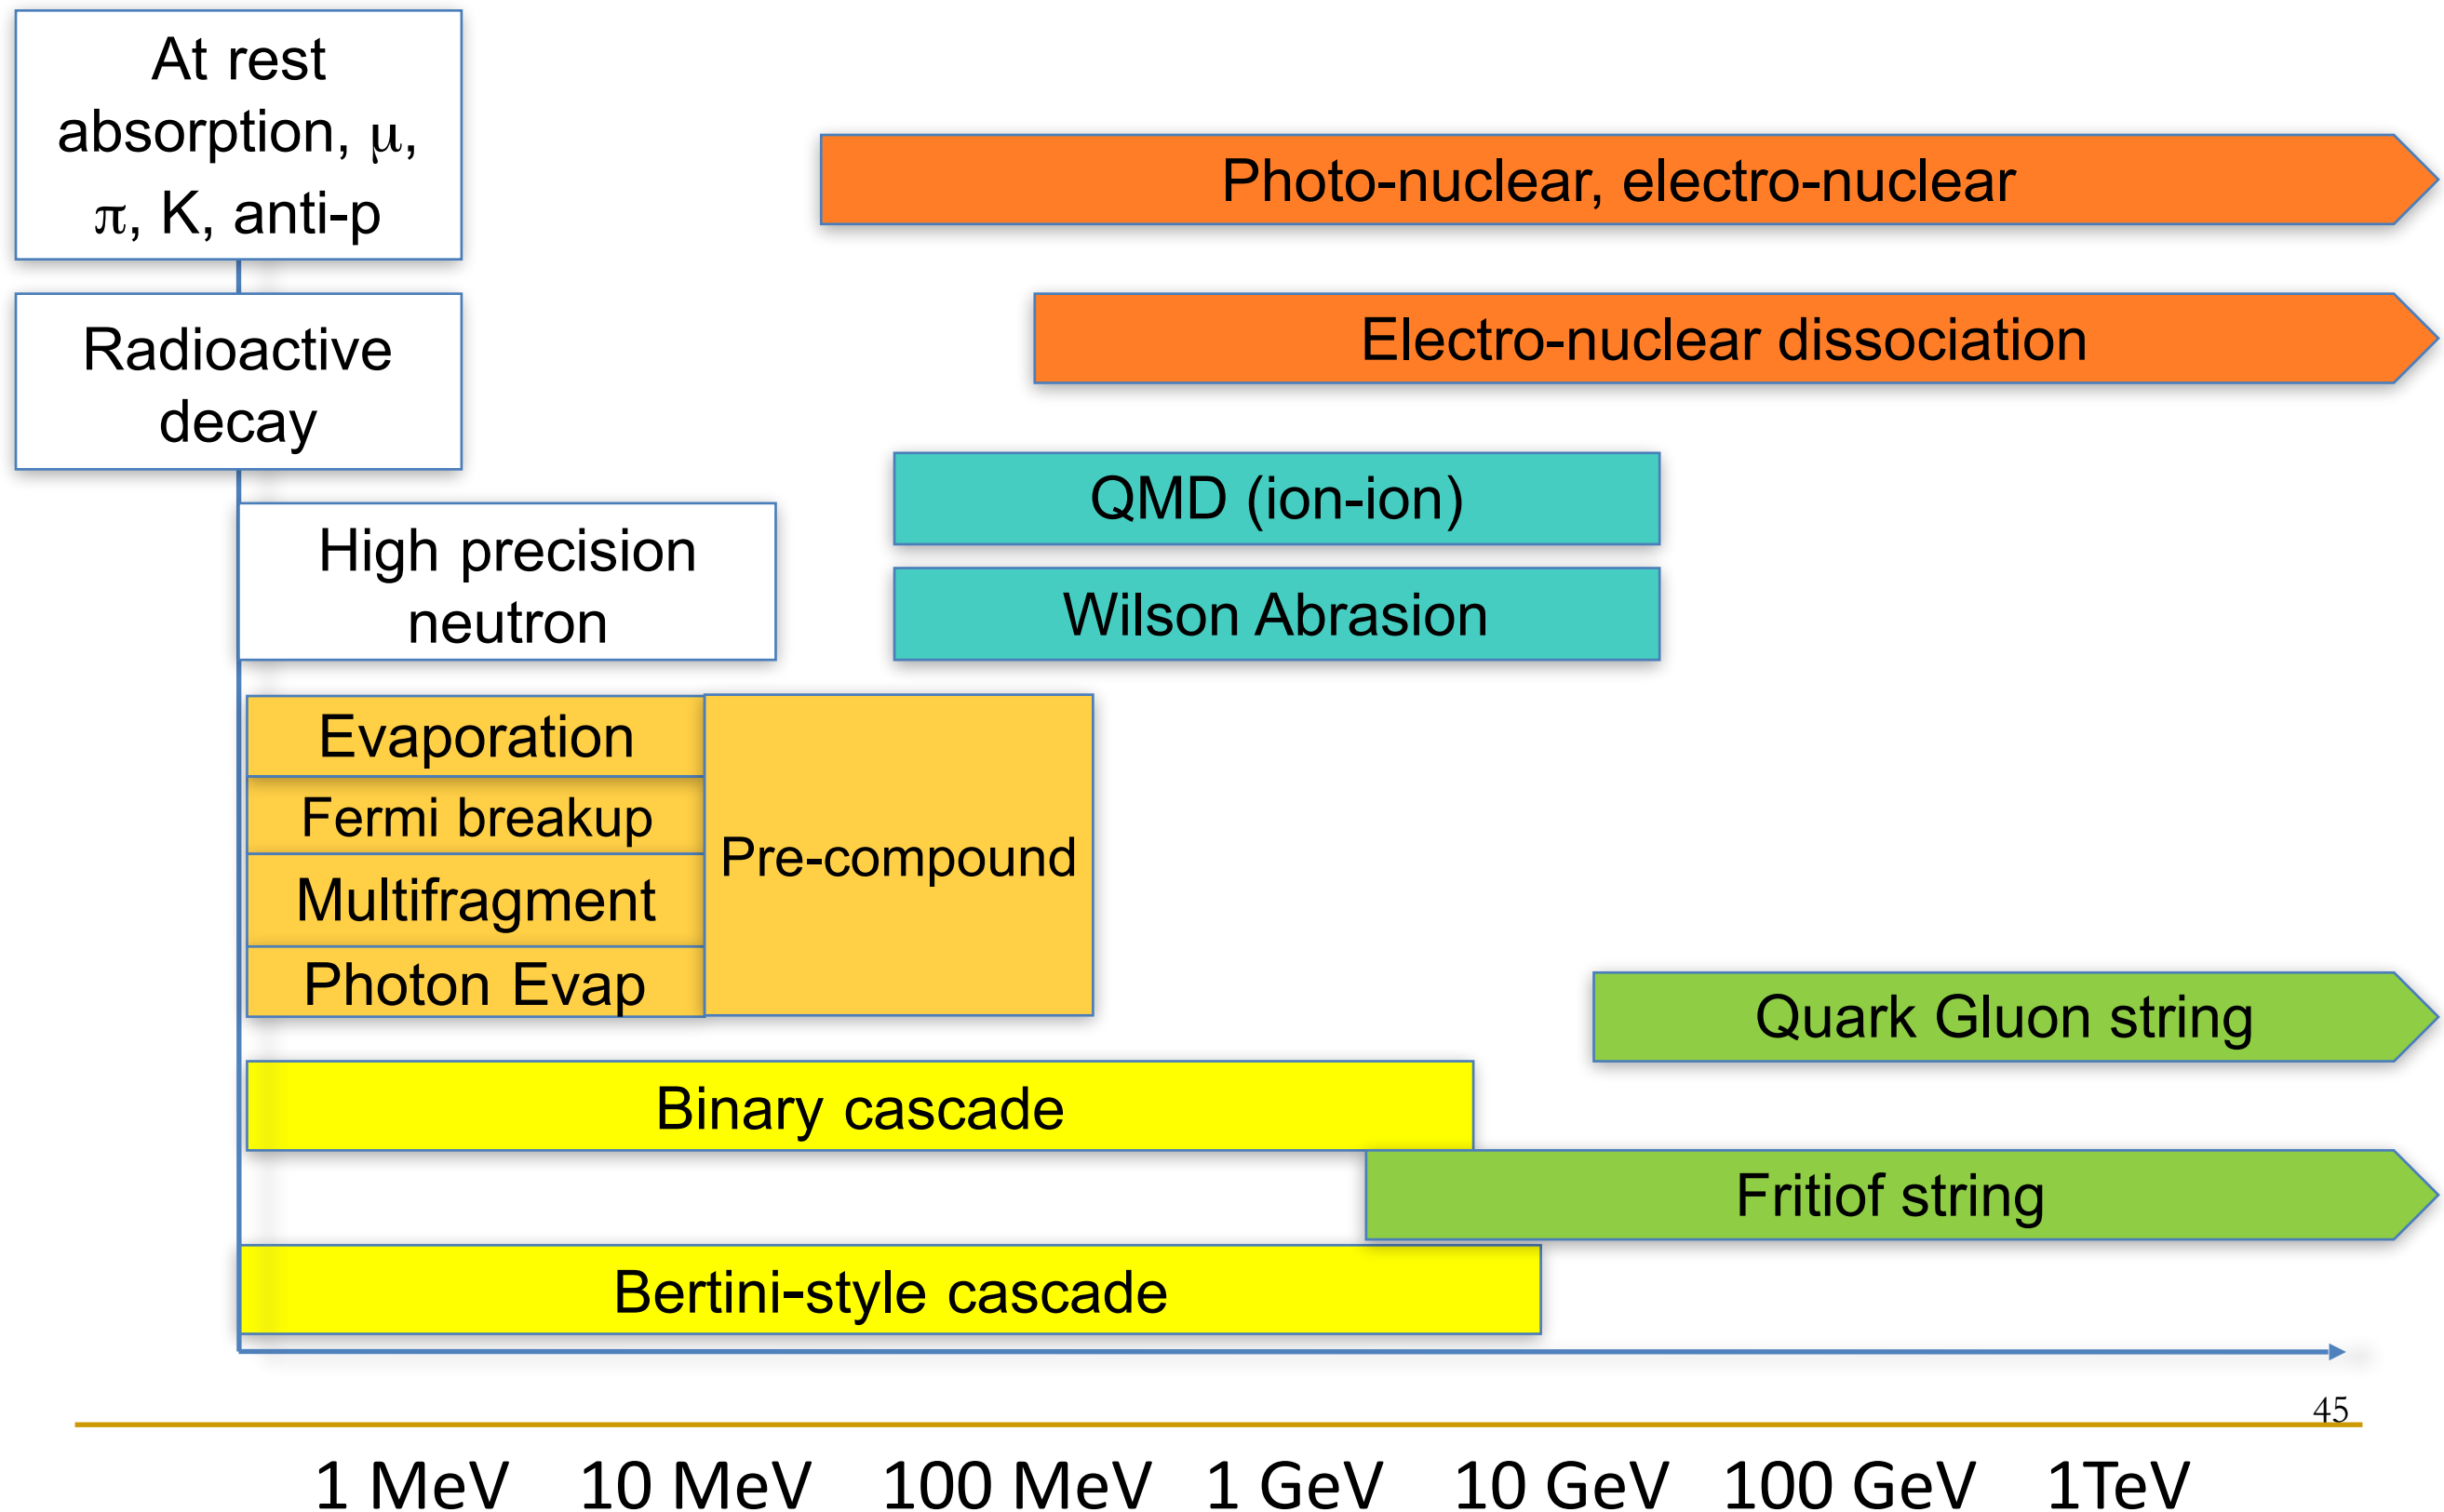 At rest
absorption, μ,
π, K, anti-p
Photo-nuclear, electro-nuclear
Radioactive
decay
Electro-nuclear dissociation
QMD (ion-ion)
High precision
neutron
Wilson Abrasion
Evaporation
Fermi breakup
Multifragment
Photon Evap
Pre-compound
Quark Gluon string
Binary cascade
Fritiof string
Bertini-style cascade
45
1 MeV 10 MeV 100 MeV 1 GeV 10 GeV 100 GeV 1TeV